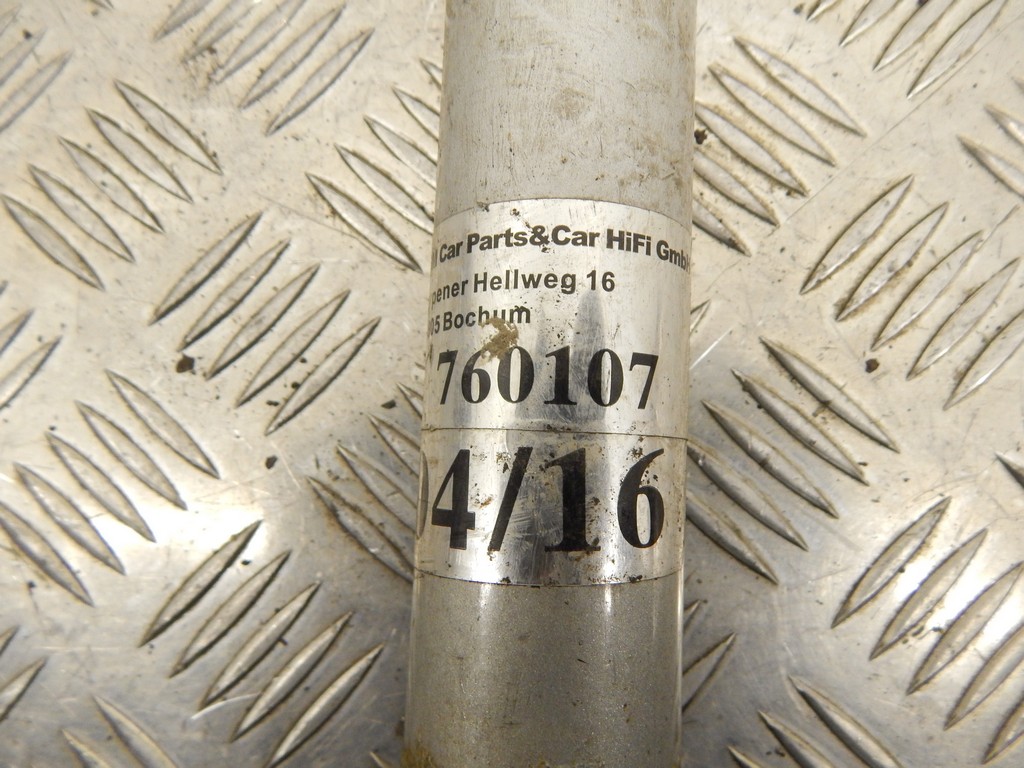 Car Parts&Car HiFi GmbH
Hellweg 16
Bochum
760107
4/16